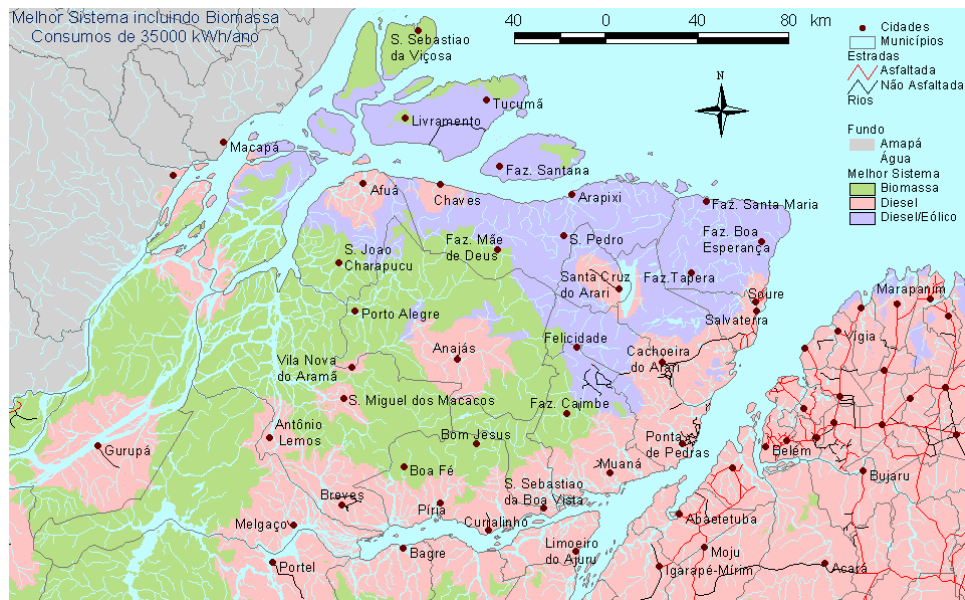 Melhor Sistema incluindo Biomassa
Consumos de 35000 kWh/ano
40 0 40 80 km
N
Cidades
Municípios
Estradas
Asfaltada
Não Asfaltada
Rios
Fundo
Amapá
Água
Melhor Sistema
Biomassa
Diesel
Diesel/Eólico
S. Sebastiao
da Viçosa
Tucumã
Livramento
Macapá
Faz. Santana
Afuá
Chaves
Arapixi
Faz. Santa Maria
S. Joao
Charapucu
Faz. Mãe
de Deus
S. Pedro
Faz. Boa
Esperança
Santa Cruz
do Arari
Faz.Tapera
Soure
Marapanim
Porto Alegre
Salvaterra
Vígia
Anajás
Felicidade
Vila Nova
do Aramã
Cachoeira
do Arari
S. Miguel dos Macacos
Faz. Caimbe
Antônio
Lemos
Bom Jesus
Ponta
de Pedras
Belém
Gurupá
Boa Fé
Muaná
Bujaru
S. Sebastiao
da Boa Vista
Breves
Píria
Melgaço
Curralinho
Abaetetuba
Portel
Bagre
Limoeiro
do Ajuru
Moju
Igarapé-Mirim
Acará